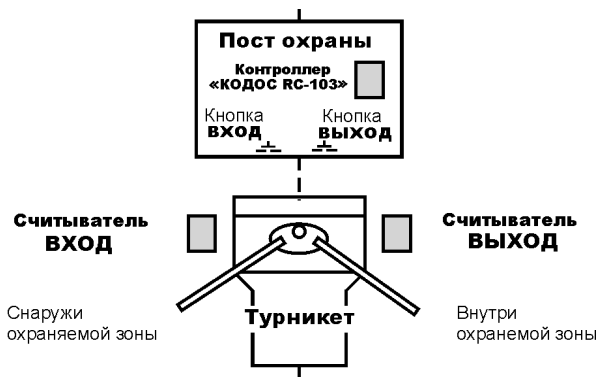 Пост охраны
Контроллер
«КОДОС RC-103»
Кнопка
ВХОД
Кнопка
ВЫХОД
Считыватель
ВХОД
Считыватель
ВЫХОД
Снаружи
охраняемой зоны
Турникет
Внутри
охранемой зоны